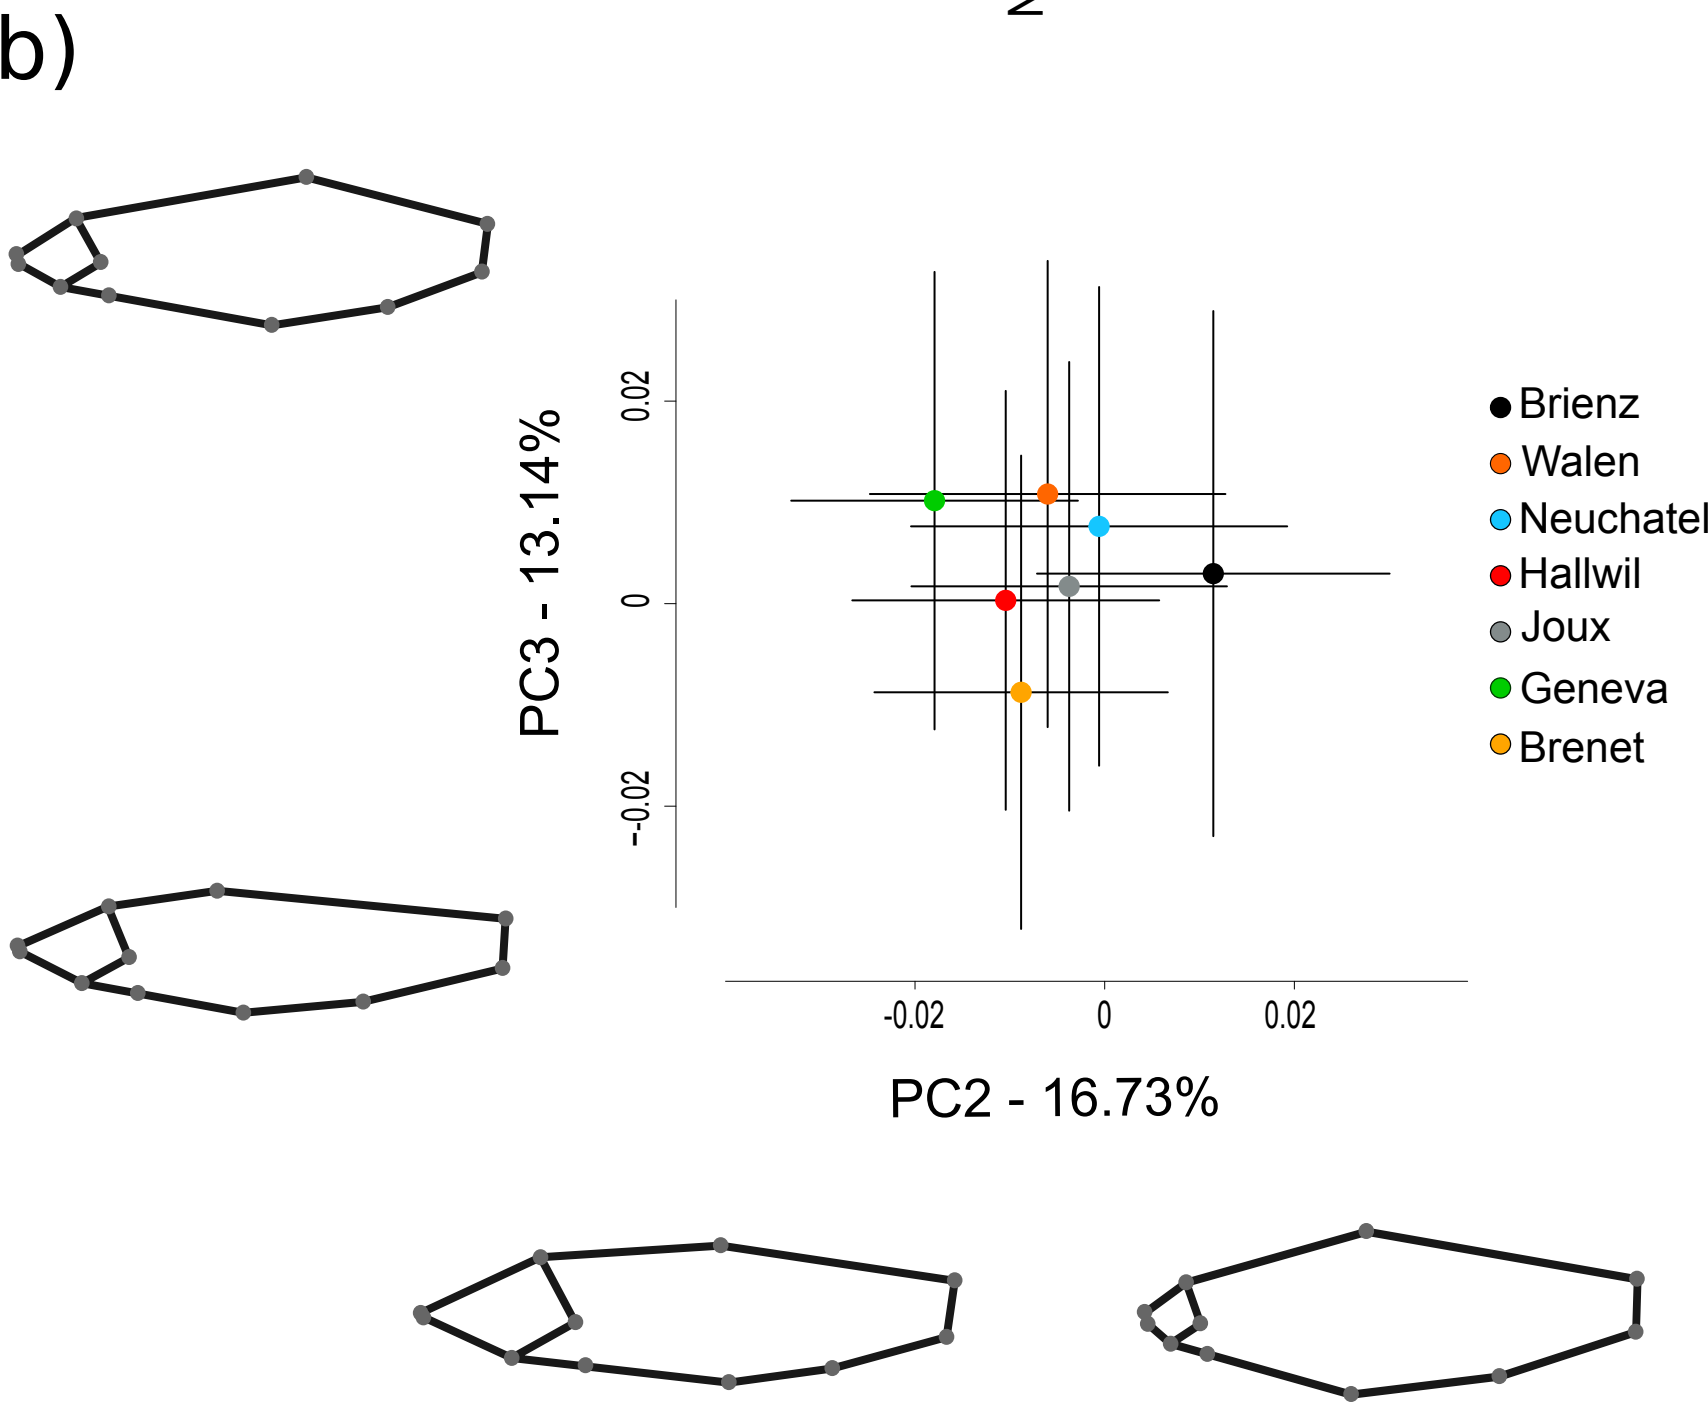 b)
PC3 - 13.14%
0.02
0
--0.02
-0.02
0
0.02
PC2 - 16.73%
Brienz
Walen
Neuchatel
Hallwil
Joux
Geneva
Brenet